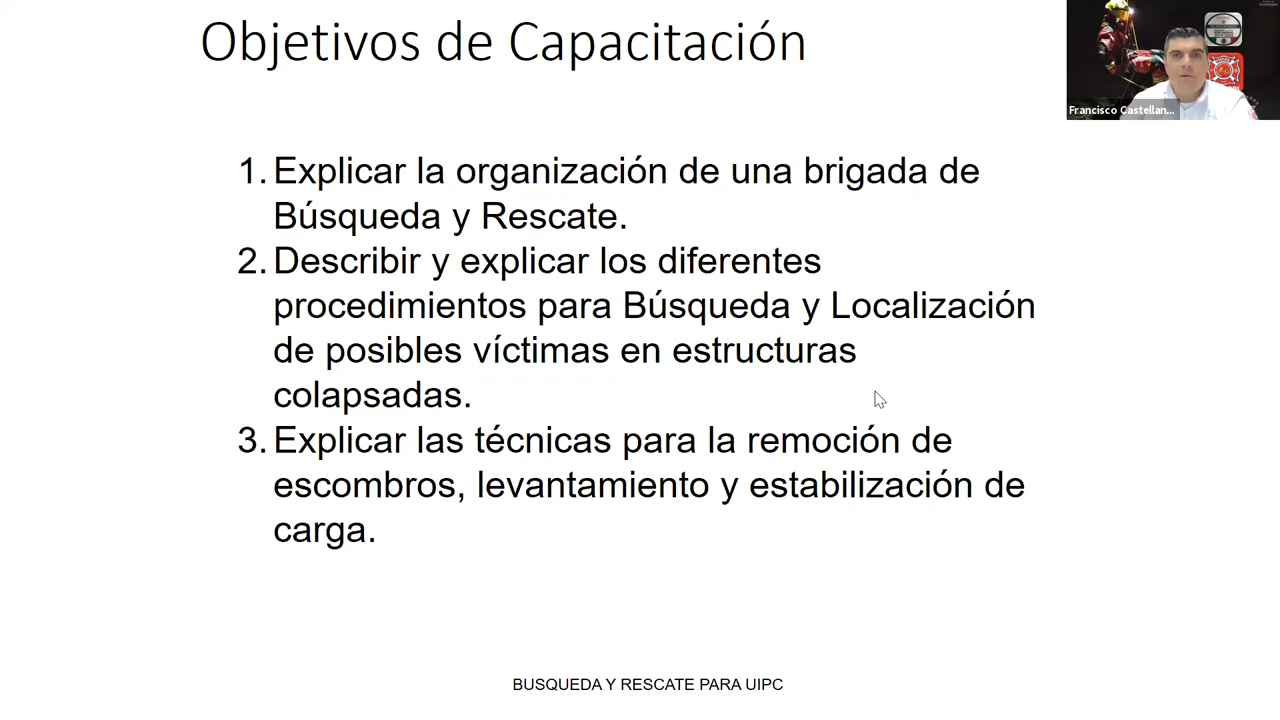 Objetivos de Capacitación
Francisco Castellan...
1. Explicar la organización de una brigada de
Búsqueda y Rescate.
2. Describir y explicar los diferentes
procedimientos para Búsqueda y Localización
de posibles víctimas en estructuras
colapsadas.
3. Explicar las técnicas para la remoción de
escombros, levantamiento y estabilización de
carga.
BUSQUEDA Y RESCATE PARA UIPC